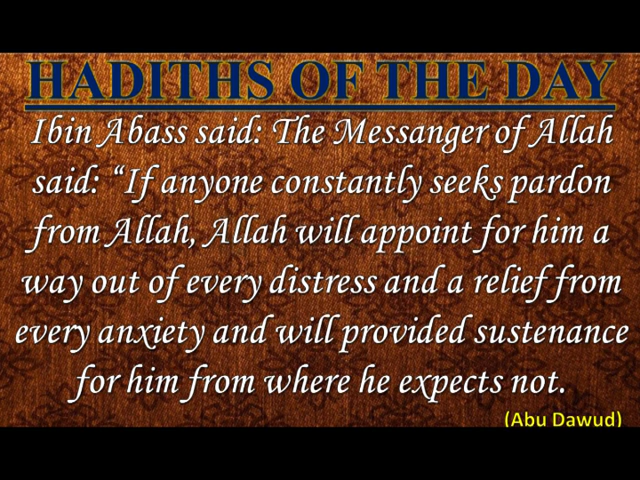 HADITHS OF THE DAY
Ibin Abass said: The Messanger of Allah
said: “If anyone constantly seeks pardon
from Allah, Allah will appoint for him a
way out of every distress and a relief from
every anxiety and will provided sustenance
for him from where he expects not.
(Abu Dawud)